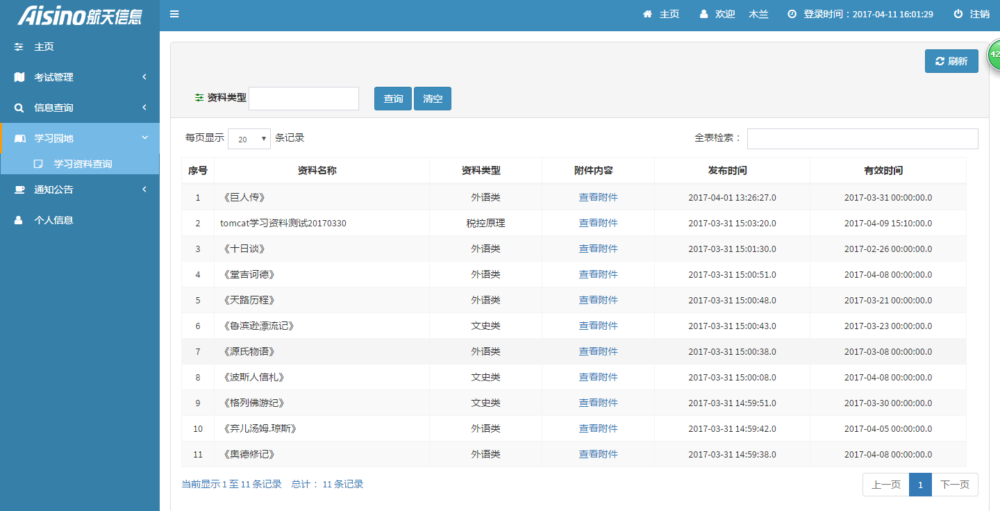 Aisino航天信息
主页 欢迎 木兰 登录时间：2017-04-11 16:01:29 注销
主页
考试管理
信息查询
学习园地
学习资料查询
通知公告
个人信息
刷新
42
资料类型 查询 清空
每页显示 20 条记录 全表检索：
序号 资料名称 资料类型 附件内容 发布时间 有效时间
1 《巨人传》 外语类 查看附件 2017-04-01 13:26:27.0 2017-03-31 00:00:00.0
2 tomcat学习资料测试20170330 税控原理 查看附件 2017-03-31 15:03:20.0 2017-04-09 15:10:00.0
3 《十日谈》 外语类 查看附件 2017-03-31 15:01:30.0 2017-02-26 00:00:00.0
4 《堂吉诃德》 外语类 查看附件 2017-03-31 15:00:51.0 2017-04-08 00:00:00.0
5 《天路历程》 外语类 查看附件 2017-03-31 15:00:48.0 2017-03-21 00:00:00.0
6 《鲁滨逊漂流记》 文史类 查看附件 2017-03-31 15:00:43.0 2017-03-23 00:00:00.0
7 《源氏物语》 外语类 查看附件 2017-03-31 15:00:38.0 2017-03-08 00:00:00.0
8 《波斯人信札》 文史类 查看附件 2017-03-31 15:00:08.0 2017-04-08 00:00:00.0
9 《格列佛游纪》 文史类 查看附件 2017-03-31 14:59:51.0 2017-03-30 00:00:00.0
10 《弃儿汤姆.琼斯》 外语类 查看附件 2017-03-31 14:59:42.0 2017-04-05 00:00:00.0
11 《奥德修记》 外语类 查看附件 2017-03-31 14:59:38.0 2017-04-08 00:00:00.0
当前显示 1 至 11 条记录 总计： 11 条记录 上一页 1 下一页